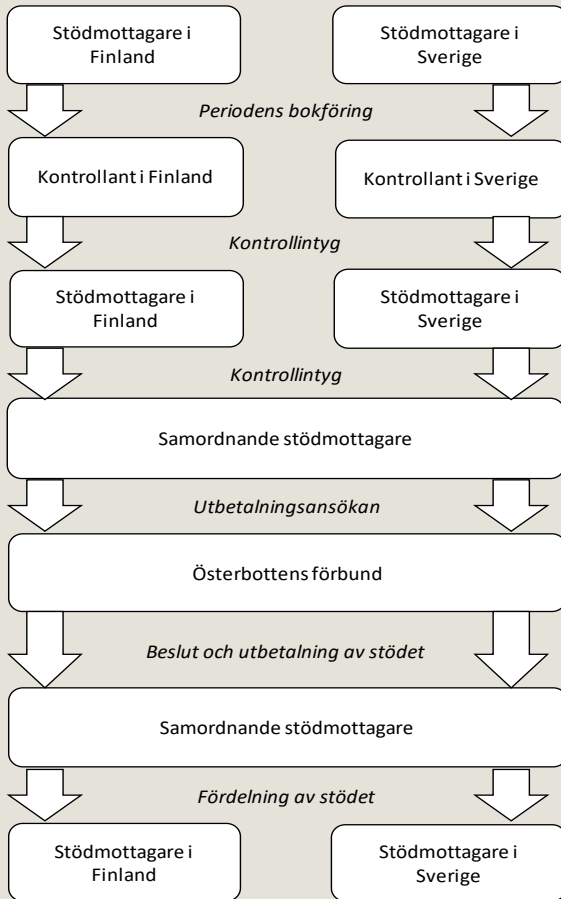 Stödmottagare i
Finland
Stödmottagare i
Sverige
Periodens bokföring
Kontrollant i Finland
Kontrollant i Sverige
Kontrollintyg
Stödmottagare i
Finland
Stödmottagare i
Sverige
Kontrollintyg
Samordnande stödmottagare
Utbetalningsansökan
Österbottens förbund
Beslut och utbetalning av stödet
Samordnande stödmottagare
Fördelning av stödet
Stödmottagare i
Finland
Stödmottagare i
Sverige